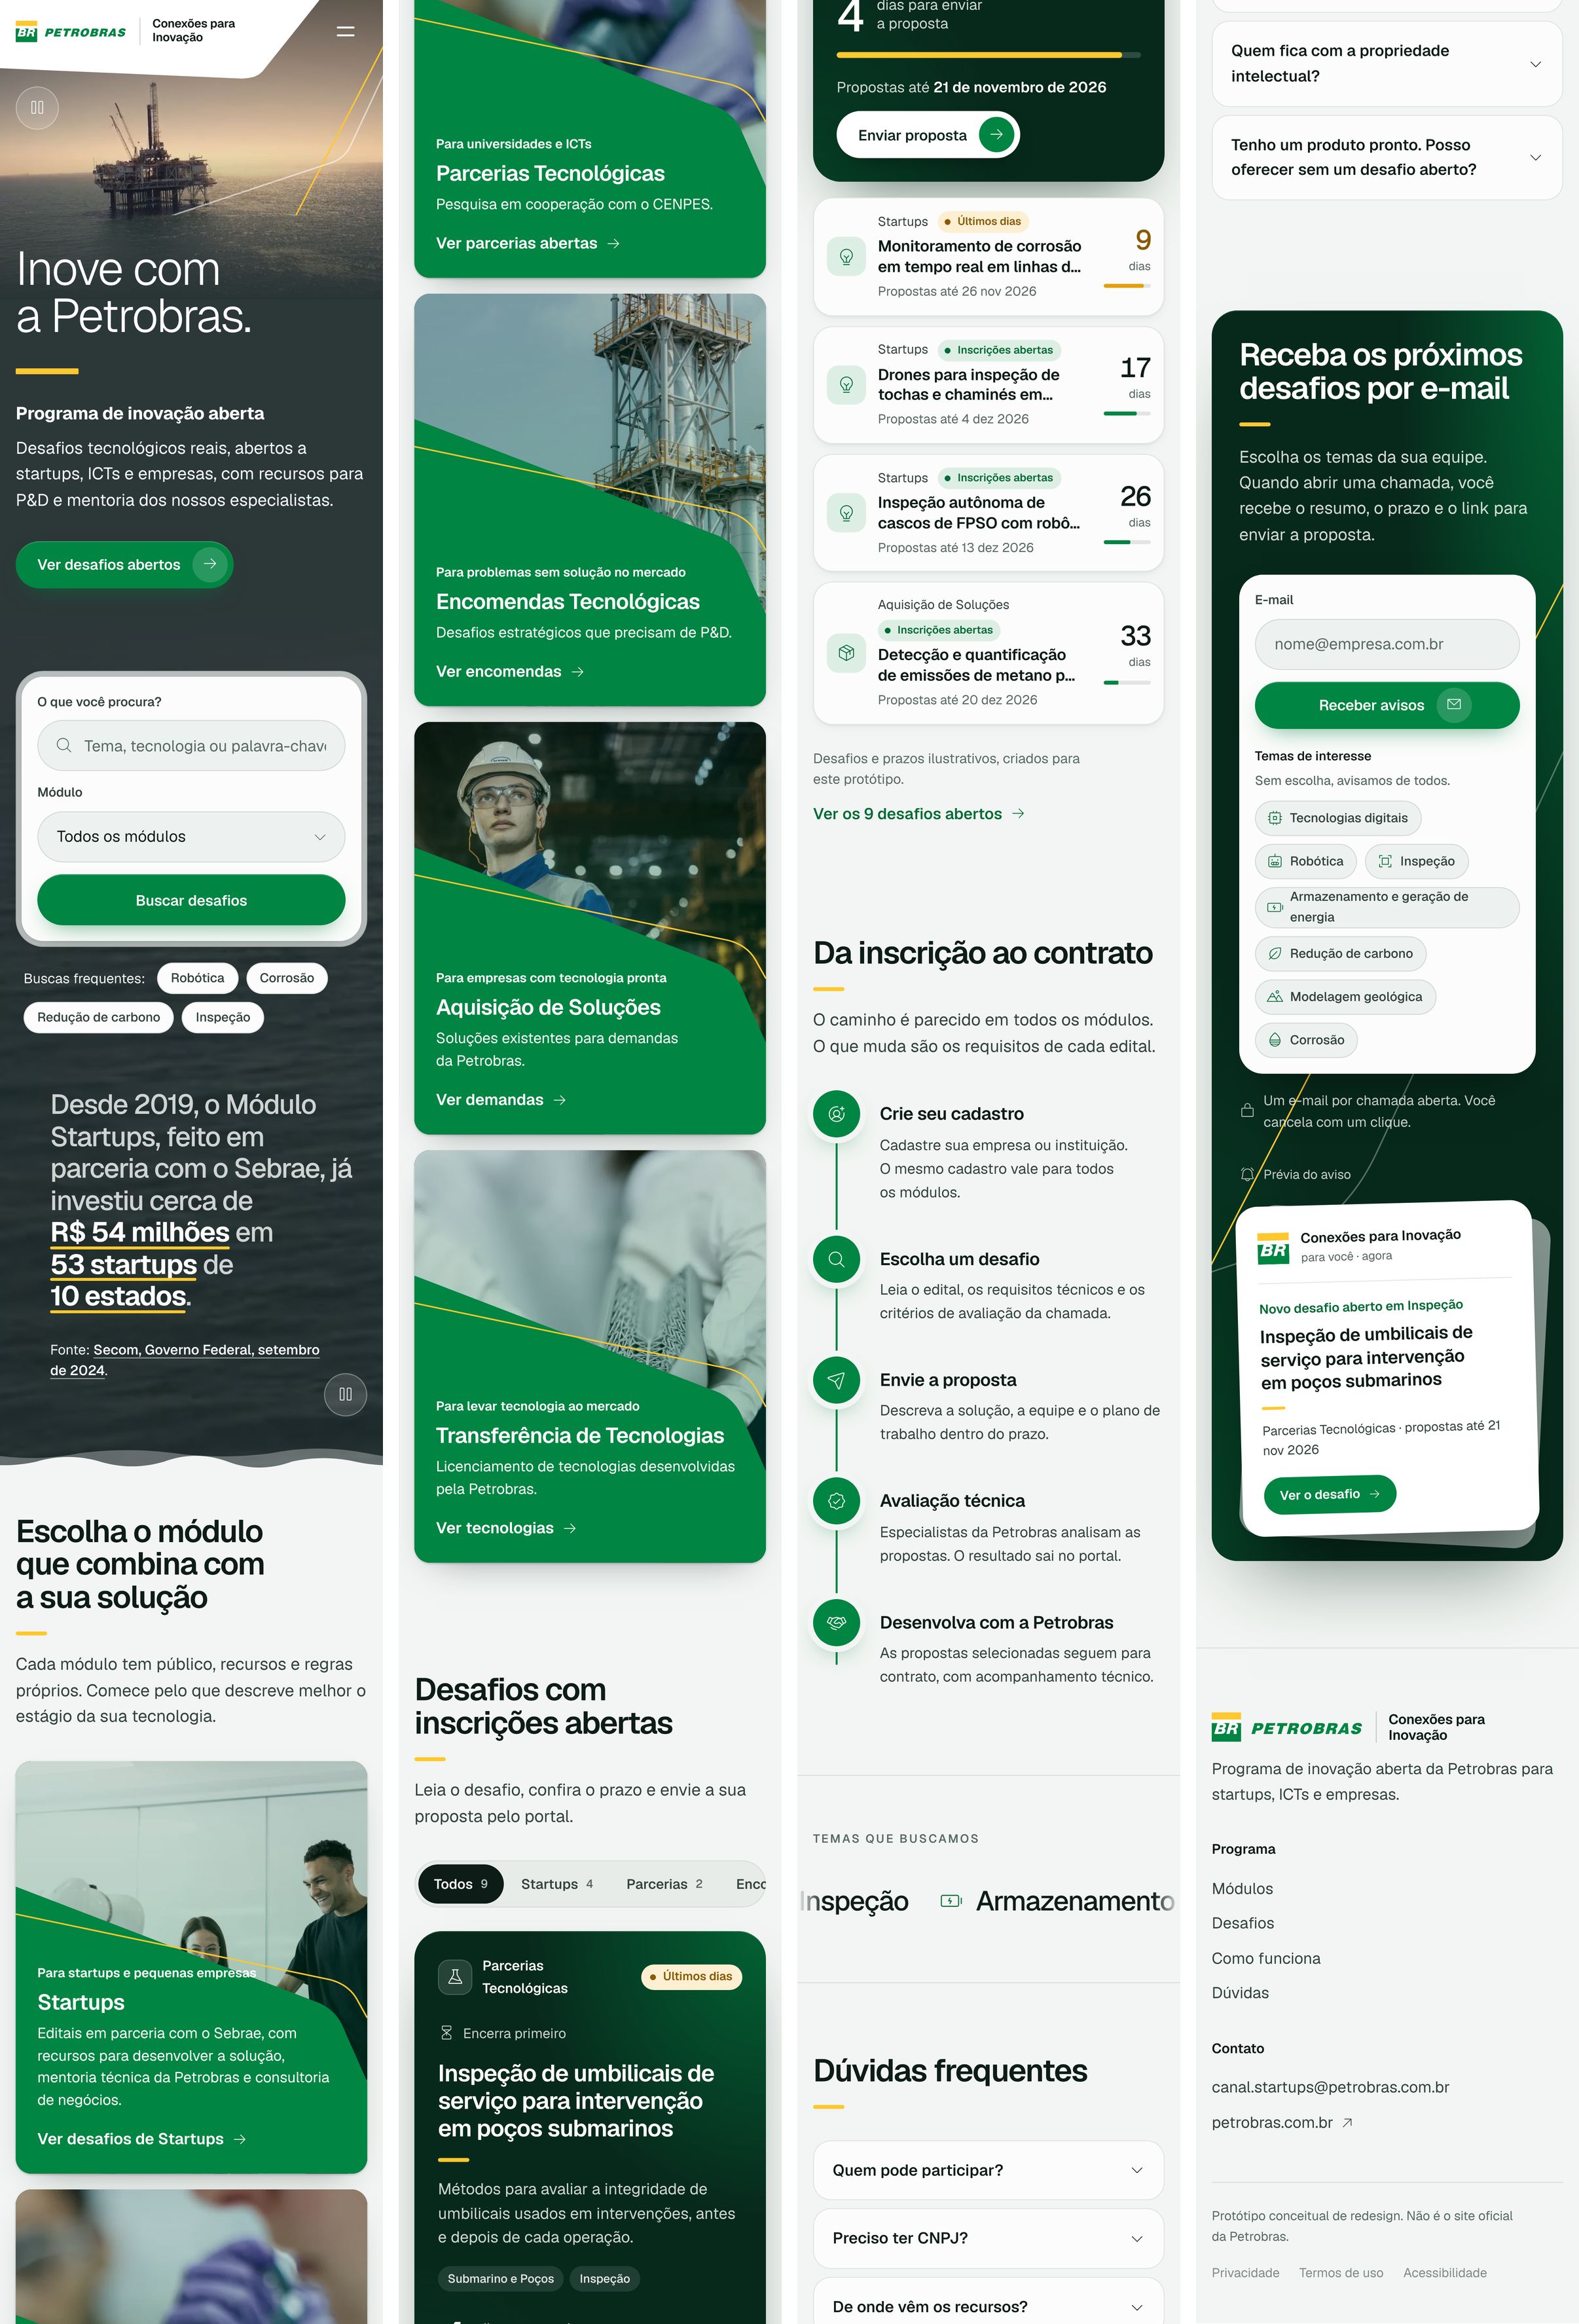 BR PETROBRAS
Conexões para
Inovação
Inove com
a Petrobras.
Programa de inovação aberta
Desafios tecnológicos reais, abertos a
startups, ICTs e empresas, com recursos para
P&D e mentoria dos nossos especialistas.
Ver desafios abertos
O que você procura?
Tema, tecnologia ou palavra-chav
Módulo
Todos os módulos
Buscar desafios
Buscas frequentes: Robótica Corrosão
Redução de carbono Inspeção
Desde 2019, o Módulo
Startups, feito em
parceria com o Sebrae, já
investiu cerca de
R$ 54 milhões em
53 startups de
10 estados.
Fonte: Secom, Governo Federal, setembro
de 2024.
Escolha o módulo
que combina com
a sua solução
Cada módulo tem público, recursos e regras
próprios. Comece pelo que descreve melhor o
estágio da sua tecnologia.
Para startups e pequenas empresas
Startups
Editais em parceria com o Sebrae, com
recursos para desenvolver a solução,
mentoria técnica da Petrobras e consultoria
de negócios.
Ver desafios de Startups
Para universidades e ICTs
Parcerias Tecnológicas
Pesquisa em cooperação com o CENPES.
Ver parcerias abertas
Para problemas sem solução no mercado
Encomendas Tecnológicas
Desafios estratégicos que precisam de P&D.
Ver encomendas
Para empresas com tecnologia pronta
Aquisição de Soluções
Soluções existentes para demandas
da Petrobras.
Ver demandas
Para levar tecnologia ao mercado
Transferência de Tecnologias
Licenciamento de tecnologias desenvolvidas
pela Petrobras.
Ver tecnologias
Desafios com
inscrições abertas
Leia o desafio, confira o prazo e envie a sua
proposta pelo portal.
Todos 9 Startups 4 Parcerias 2 Enco
Parcerias
Tecnológicas
Últimos dias
Encerra primeiro
Inspeção de umbilicais de
serviço para intervenção
em poços submarinos
Métodos para avaliar a integridade de
umbilicais usados em intervenções, antes
e depois de cada operação.
Submarino e Poços Inspeção
4 dias para enviar
a proposta
Propostas até 21 de novembro de 2026
Enviar proposta
Startups Últimos dias
Monitoramento de corrosão
em tempo real em linhas d...
Propostas até 26 nov 2026
9
dias
Startups Inscrições abertas
Drones para inspeção de
tochas e chaminés em...
Propostas até 4 dez 2026
17
dias
Startups Inscrições abertas
Inspeção autônoma de
cascos de FPSO com robô...
Propostas até 13 dez 2026
26
dias
Aquisição de Soluções
Inscrições abertas
Detecção e quantificação
de emissões de metano p...
Propostas até 20 dez 2026
33
dias
Desafios e prazos ilustrativos, criados para
este protótipo.
Ver os 9 desafios abertos
Da inscrição ao contrato
O caminho é parecido em todos os módulos.
O que muda são os requisitos de cada edital.
Crie seu cadastro
Cadastre sua empresa ou instituição.
O mesmo cadastro vale para todos
os módulos.
Escolha um desafio
Leia o edital, os requisitos técnicos e os
critérios de avaliação da chamada.
Envie a proposta
Descreva a solução, a equipe e o plano de
trabalho dentro do prazo.
Avaliação técnica
Especialistas da Petrobras analisam as
propostas. O resultado sai no portal.
Desenvolva com a Petrobras
As propostas selecionadas seguem para
contrato, com acompanhamento técnico.
TEMAS QUE BUSCAMOS
Inspeção Armazenamento
Dúvidas frequentes
Quem pode participar?
Preciso ter CNPJ?
De onde vêm os recursos?
Quem fica com a propriedade
intelectual?
Tenho um produto pronto. Posso
oferecer sem um desafio aberto?
Receba os próximos
desafios por e-mail
Escolha os temas da sua equipe.
Quando abrir uma chamada, você
recebe o resumo, o prazo e o link para
enviar a proposta.
E-mail
nome@empresa.com.br
Receber avisos
Temas de interesse
Sem escolha, avisamos de todos.
Tecnologias digitais
Robótica Inspeção
Armazenamento e geração de
energia
Redução de carbono
Modelagem geológica
Corrosão
Um e-mail por chamada aberta. Você
cancela com um clique.
Prévia do aviso
BR
Conexões para Inovação
para você · agora
Novo desafio aberto em Inspeção
Inspeção de umbilicais de
serviço para intervenção
em poços submarinos
Parcerias Tecnológicas · propostas até 21
nov 2026
Ver o desafio
BR PETROBRAS
Conexões para
Inovação
Programa de inovação aberta da Petrobras para
startups, ICTs e empresas.
Programa
Módulos
Desafios
Como funciona
Dúvidas
Contato
canal.startups@petrobras.com.br
petrobras.com.br
Protótipo conceitual de redesign. Não é o site oficial
da Petrobras.
Privacidade Termos de uso Acessibilidade